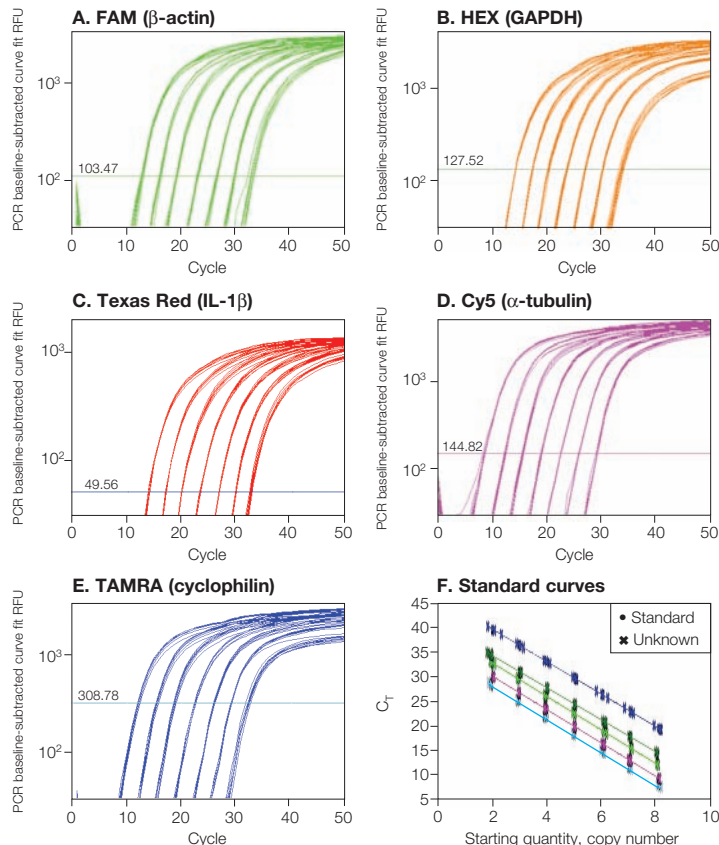 A. FAM (β-actin)
PCR baseline-subtracted curve fit RFU
10³
10²
103.47
0 10 20 30 40 50
Cycle
B. HEX (GAPDH)
PCR baseline-subtracted curve fit RFU
10³
10²
127.52
0 10 20 30 40 50
Cycle
C. Texas Red (IL-1β)
PCR baseline-subtracted curve fit RFU
10³
10²
49.56
0 10 20 30 40 50
Cycle
D. Cy5 (α-tubulin)
PCR baseline-subtracted curve fit RFU
10³
10²
144.82
0 10 20 30 40 50
Cycle
E. TAMRA (cyclophilin)
PCR baseline-subtracted curve fit RFU
10³
10²
308.78
0 10 20 30 40 50
Cycle
F. Standard curves
C_T
45
40
35
30
25
20
15
10
5
Standard
Unknown
0 2 4 6 8 10
Starting quantity, copy number